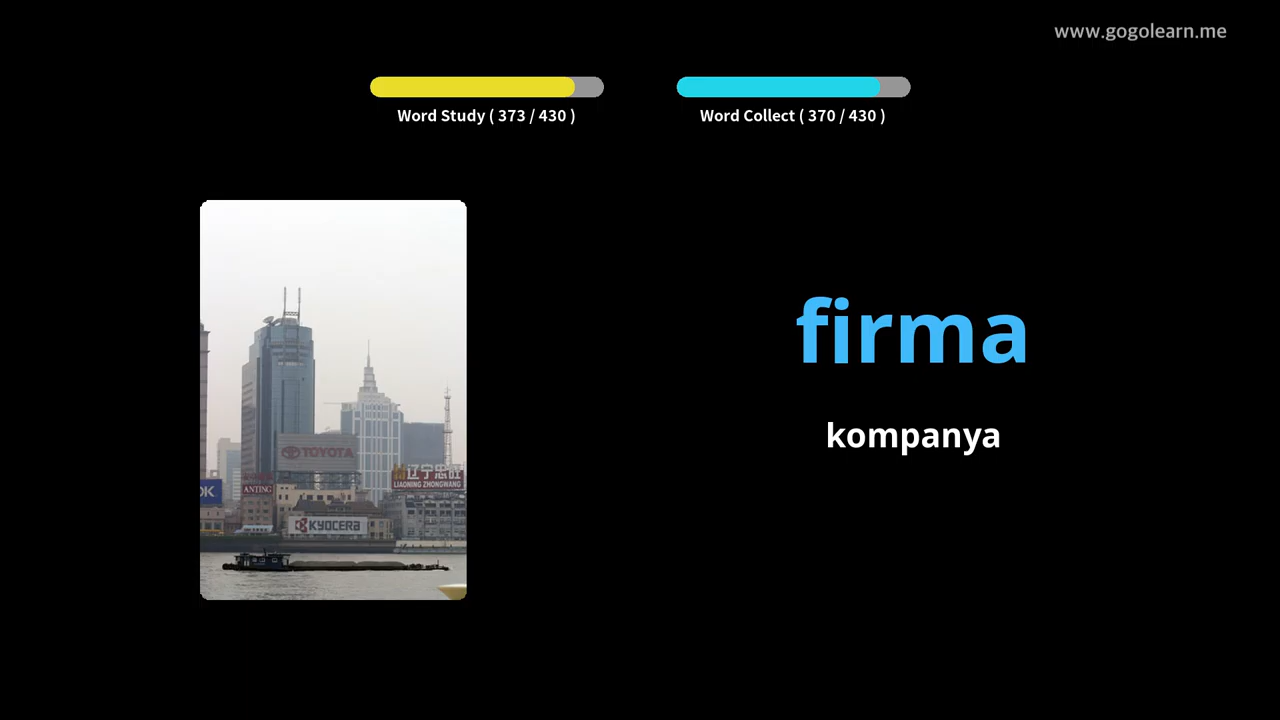 www.gogolearn.me
Word Study ( 373 / 430 )
Word Collect ( 370 / 430 )
firma
kompanya
TOYOTA
辽宁忠旺
LIAONING ZHONGWANG
OK
ANTING
KYOCERA